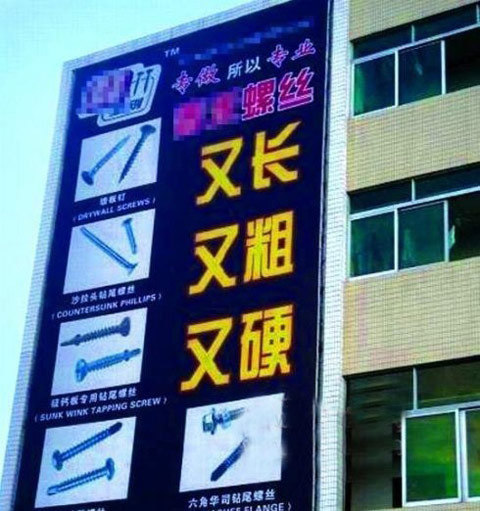 TM
轩
专做 所以 专业
螺丝
又长
又粗
又硬
墙板钉
(DRYWALL SCREWS)
沙拉头钻尾螺丝
(COUNTERSUNK PHILLIPS)
硅钙板专用钻尾螺丝
(SUNK WINK TAPPING SCREW)
六角华司钻尾螺丝
FLANGE)